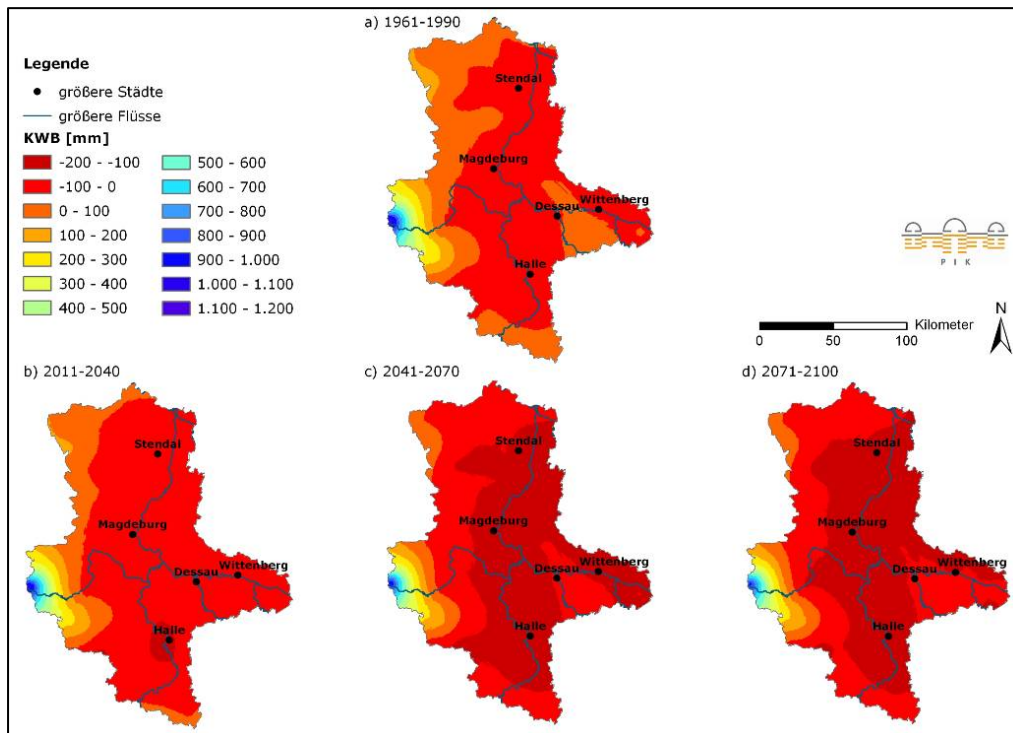 a) 1961-1990
Legende
größere Städte
größere Flüsse
KWB [mm]
-200 - -100
-100 - 0
0 - 100
100 - 200
200 - 300
300 - 400
400 - 500
500 - 600
600 - 700
700 - 800
800 - 900
900 - 1.000
1.000 - 1.100
1.100 - 1.200
Stendal
Magdeburg
Dessau
Wittenberg
Halle
P I K
Kilometer
0 50 100
N
b) 2011-2040
Stendal
Magdeburg
Dessau
Wittenberg
Halle
c) 2041-2070
Stendal
Magdeburg
Dessau
Wittenberg
Halle
d) 2071-2100
Stendal
Magdeburg
Dessau
Wittenberg
Halle